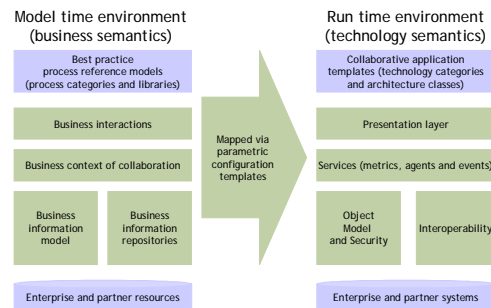 Model time environment
(business semantics)
Best practice
process reference models
(process categories and libraries)
Business interactions
Business context of collaboration
Business
information
model
Business
information
repositories
Enterprise and partner resources
Mapped via
parametric
configuration
templates
Run time environment
(technology semantics)
Collaborative application
templates (technology categories
and architecture classes)
Presentation layer
Services (metrics, agents and events)
Object
Model
and Security
Interoperability
Enterprise and partner systems